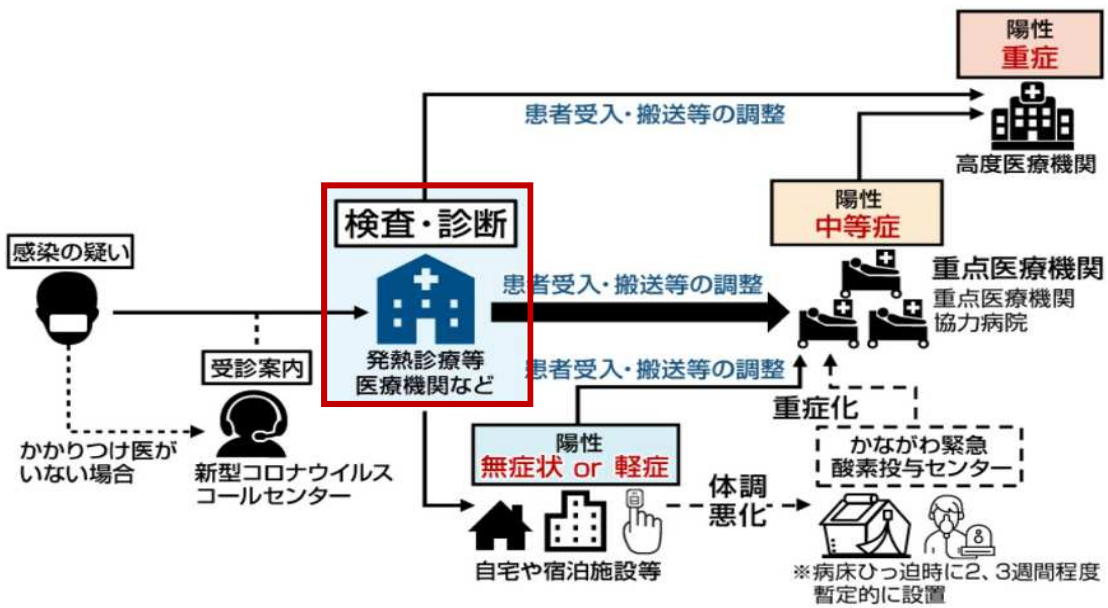 陽性
重症
患者受入・搬送等の調整
高度医療機関
陽性
中等症
検査・診断
感染の疑い
重点医療機関
重点医療機関
協力病院
患者受入・搬送等の調整
発熱診療等
医療機関など
受診案内
患者受入・搬送等の調整
重症化
かかりつけ医が
いない場合
新型コロナウイルス
コールセンター
陽性
無症状 or 軽症
体調
悪化
かながわ緊急
酸素投与センター
自宅や宿泊施設等
※病床ひっ迫時に2、3週間程度
暫定的に設置